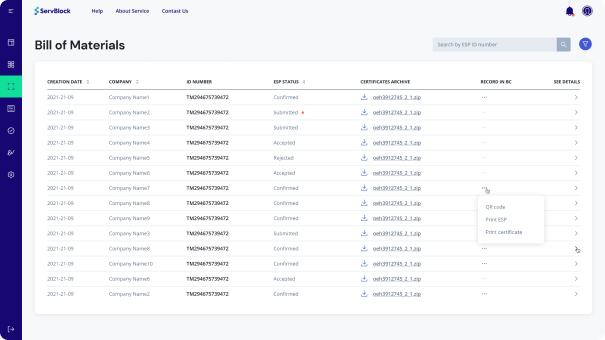 ServBlock
Help About Service Contact Us
Bill of Materials
Search by ESP ID number
CREATION DATE COMPANY ID NUMBER ESP STATUS CERTIFICATES ARCHIVE RECORD IN BC SEE DETAILS
2021-21-09 Company Name1 TM294675739472 Confirmed oeh3912745_2_1.zip ...
2021-21-09 Company Name2 TM294675739472 Submitted oeh3912745_2_1.zip ...
2021-21-09 Company Name3 TM294675739472 Submitted oeh3912745_2_1.zip ...
2021-21-09 Company Name4 TM294675739472 Accepted oeh3912745_2_1.zip ...
2021-21-09 Company Name5 TM294675739472 Rejected oeh3912745_2_1.zip ...
2021-21-09 Company Name6 TM294675739472 Accepted oeh3912745_2_1.zip ...
2021-21-09 Company Name7 TM294675739472 Confirmed oeh3912745_2_1.zip ...
2021-21-09 Company Name8 TM294675739472 Confirmed oeh3912745_2_1.zip
QR code
2021-21-09 Company Name9 TM294675739472 Confirmed oeh3912745_2_1.zip
Print ESP
2021-21-09 Company Name3 TM294675739472 Submitted oeh3912745_2_1.zip
Print certificate
2021-21-09 Company Name8 TM294675739472 Confirmed oeh3912745_2_1.zip ...
2021-21-09 Company Name10 TM294675739472 Confirmed oeh3912745_2_1.zip ...
2021-21-09 Company Name6 TM294675739472 Accepted oeh3912745_2_1.zip ...
2021-21-09 Company Name2 TM294675739472 Confirmed oeh3912745_2_1.zip ...